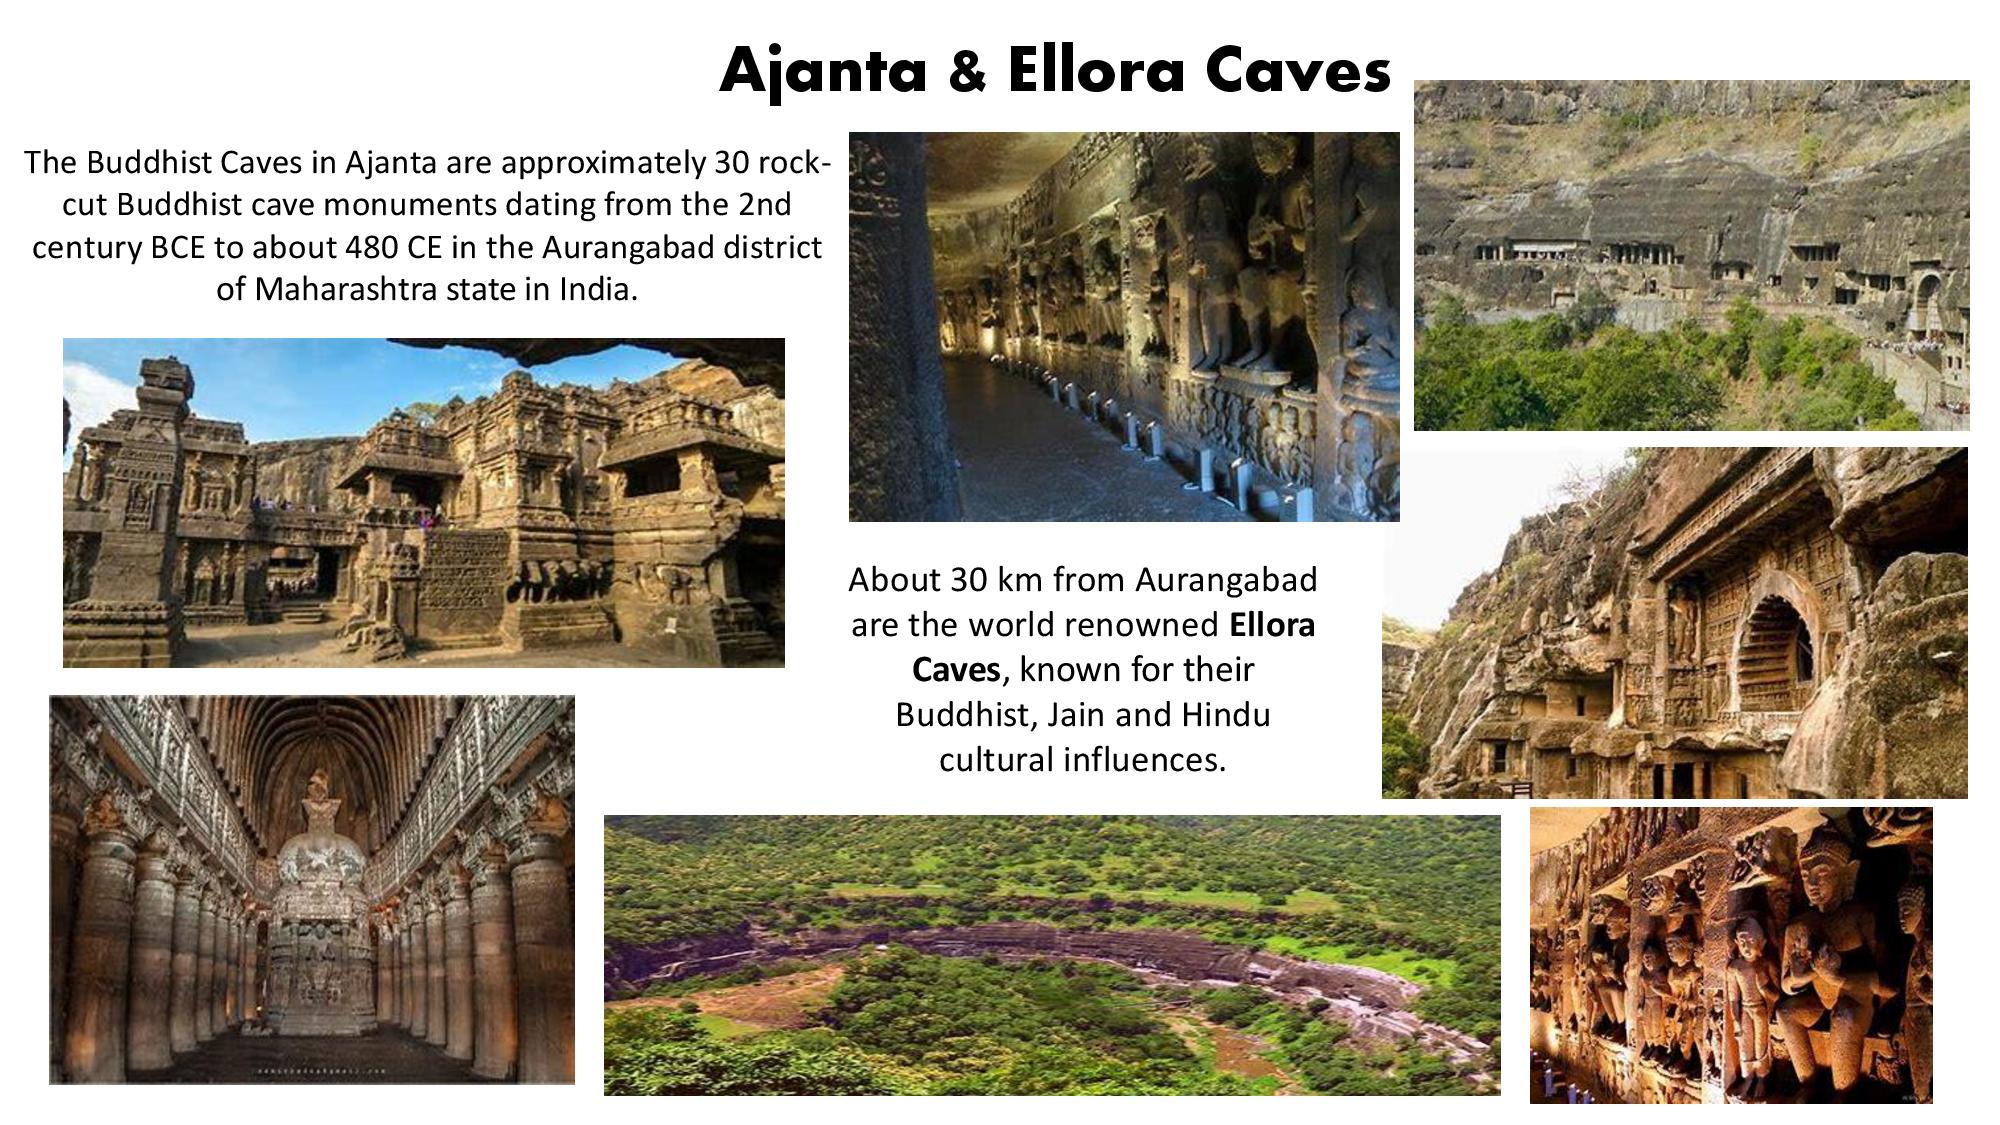 Ajanta & Ellora Caves
The Buddhist Caves in Ajanta are approximately 30 rock-
cut Buddhist cave monuments dating from the 2nd
century BCE to about 480 CE in the Aurangabad district
of Maharashtra state in India.
About 30 km from Aurangabad
are the world renowned Ellora
Caves, known for their
Buddhist, Jain and Hindu
cultural influences.